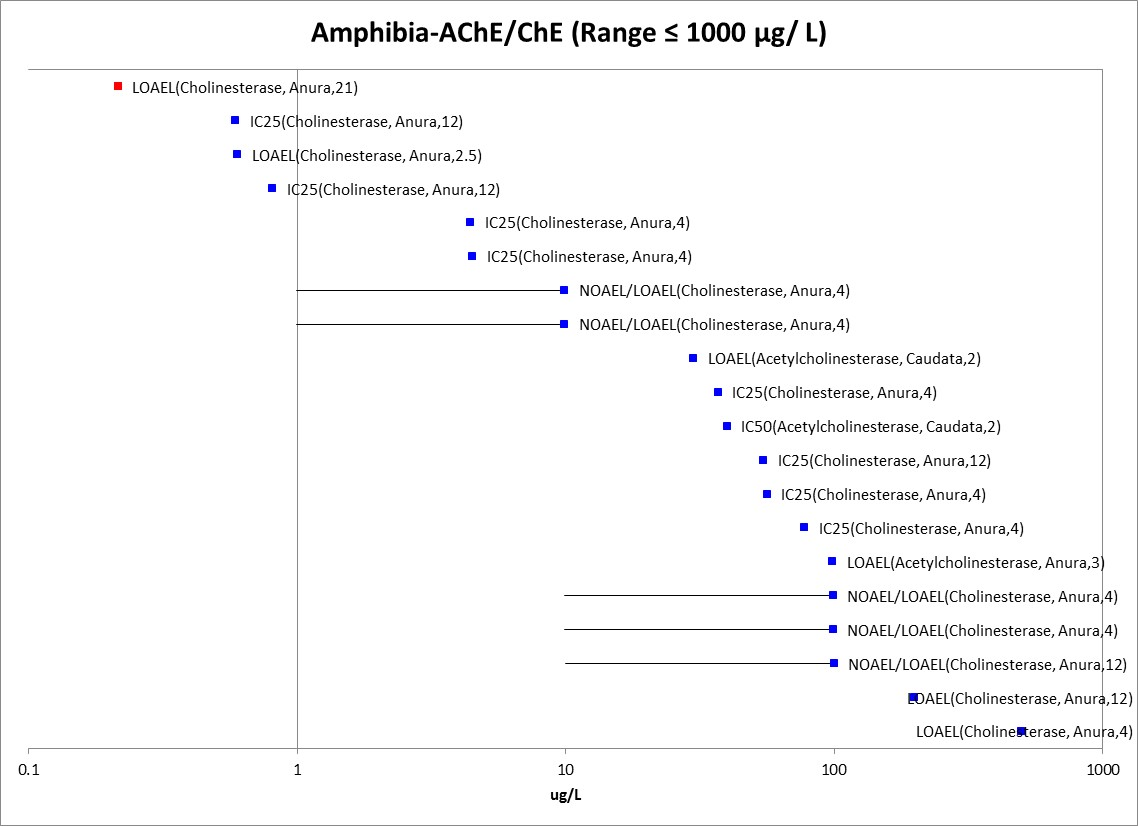 Amphibia-AChE/ChE (Range ≤ 1000 µg/ L)
LOAEL(Cholinesterase, Anura,21)
IC25(Cholinesterase, Anura,12)
LOAEL(Cholinesterase, Anura,2.5)
IC25(Cholinesterase, Anura,12)
IC25(Cholinesterase, Anura,4)
IC25(Cholinesterase, Anura,4)
NOAEL/LOAEL(Cholinesterase, Anura,4)
NOAEL/LOAEL(Cholinesterase, Anura,4)
LOAEL(Acetylcholinesterase, Caudata,2)
IC25(Cholinesterase, Anura,4)
IC50(Acetylcholinesterase, Caudata,2)
IC25(Cholinesterase, Anura,12)
IC25(Cholinesterase, Anura,4)
IC25(Cholinesterase, Anura,4)
LOAEL(Acetylcholinesterase, Anura,3)
NOAEL/LOAEL(Cholinesterase, Anura,4)
NOAEL/LOAEL(Cholinesterase, Anura,4)
NOAEL/LOAEL(Cholinesterase, Anura,12)
LOAEL(Cholinesterase, Anura,12)
LOAEL(Cholinesterase, Anura,4)
0.1 1 10 100 1000
ug/L